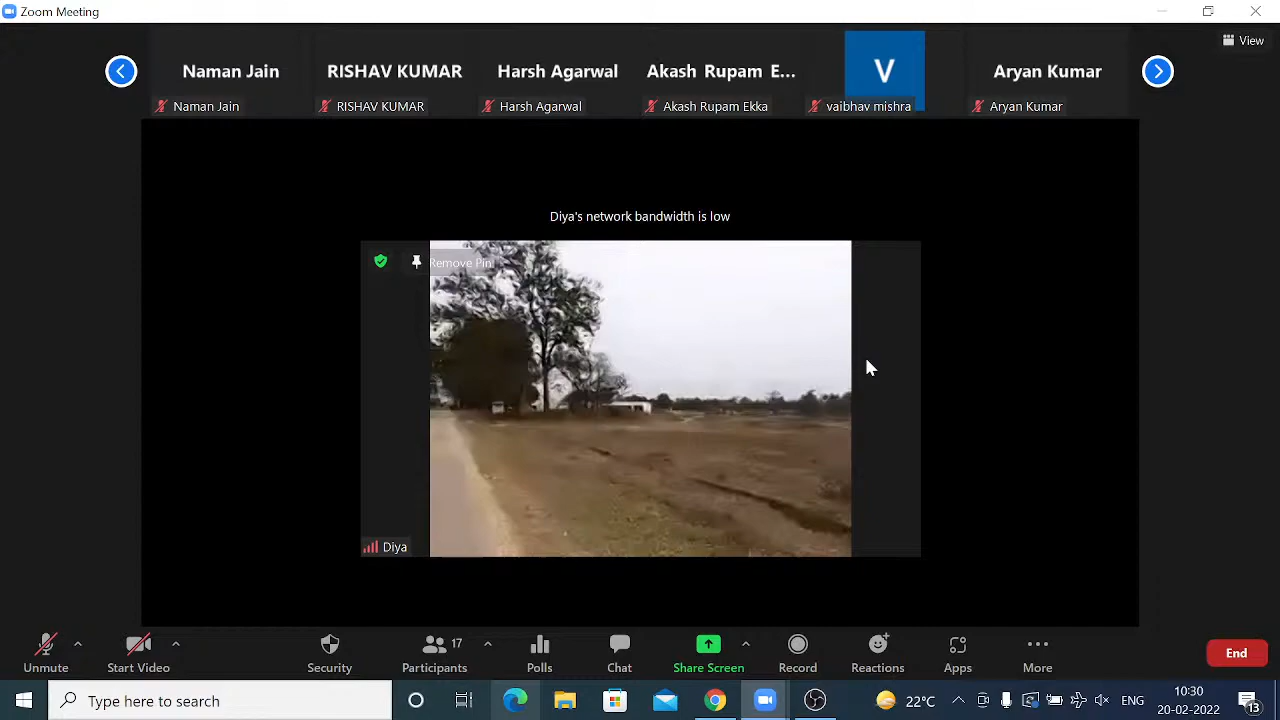 Zoom Meeting
View
Naman Jain
RISHAV KUMAR
Harsh Agarwal
Akash Rupam E...
V
Aryan Kumar
Naman Jain
RISHAV KUMAR
Harsh Agarwal
Akash Rupam Ekka
vaibhav mishra
Aryan Kumar
Diya's network bandwidth is low
Remove Pin
Diya
17
Unmute
Start Video
Security
Participants
Polls
Chat
Share Screen
Record
Reactions
Apps
More
End
Type here to search
22°C
ENG
10:30
20-02-2022
13